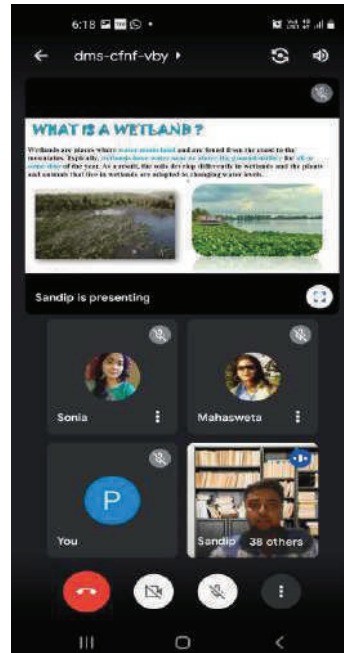 6:18
dms-cfnf-vby
WHAT IS A WETLAND ?
Wetlands are places where water meets land and are found from the coast to the
mountains. Typically, wetlands have water near or above the ground surface for all or
some of the year. As a result, the soils develop differently in wetlands and the plants
and animals that live in wetlands are adapted to changing water levels.
Sandip is presenting
Sonia
Mahasweta
P
You
Sandip 38 others